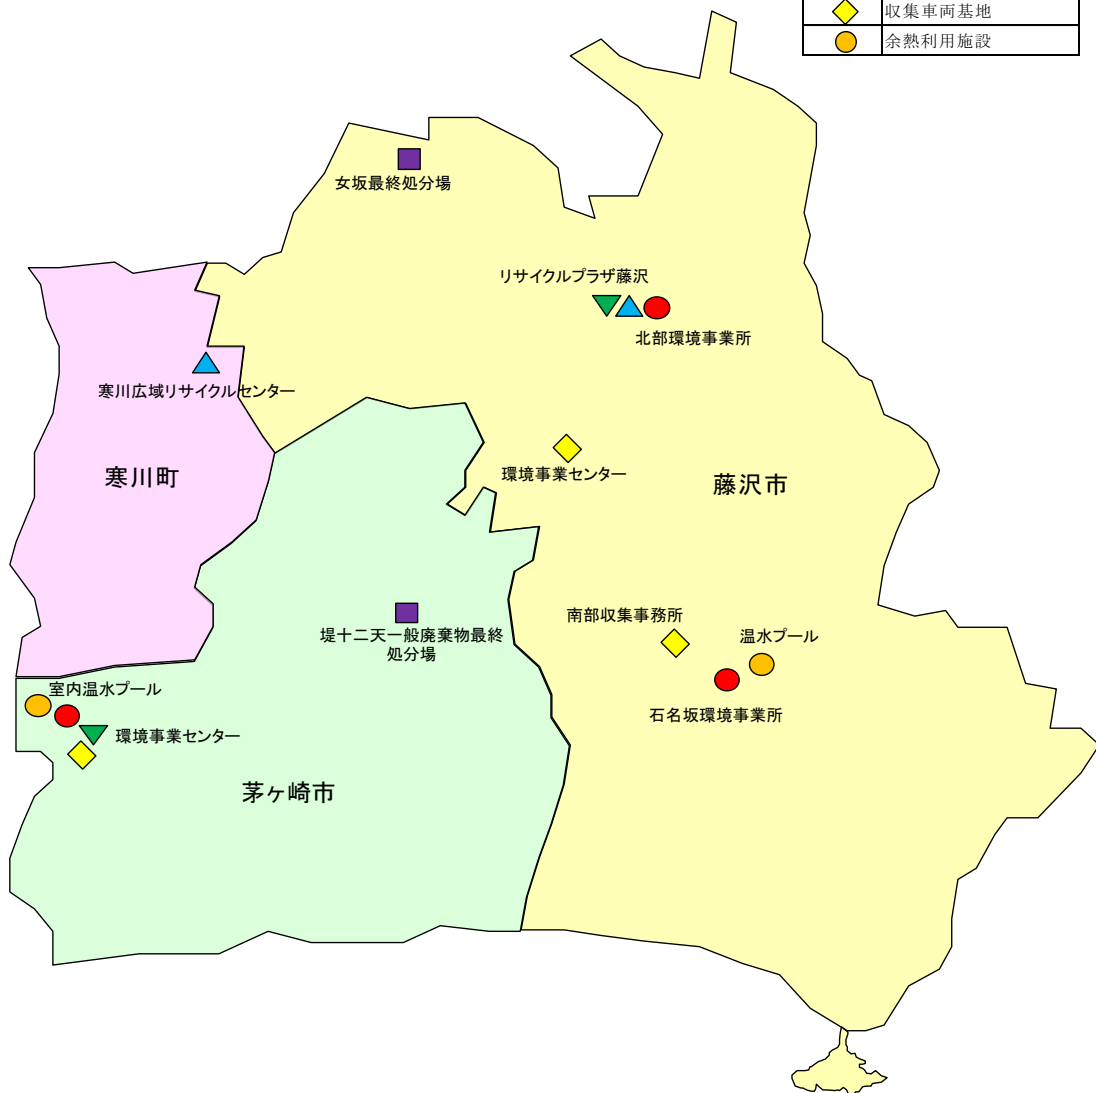 収集車両基地
余熱利用施設
女坂最終処分場
リサイクルプラザ藤沢
北部環境事業所
寒川広域リサイクルセンター
寒川町
環境事業センター
藤沢市
南部収集事務所
温水プール
堤十二天一般廃棄物最終
処分場
石名坂環境事業所
室内温水プール
環境事業センター
茅ヶ崎市